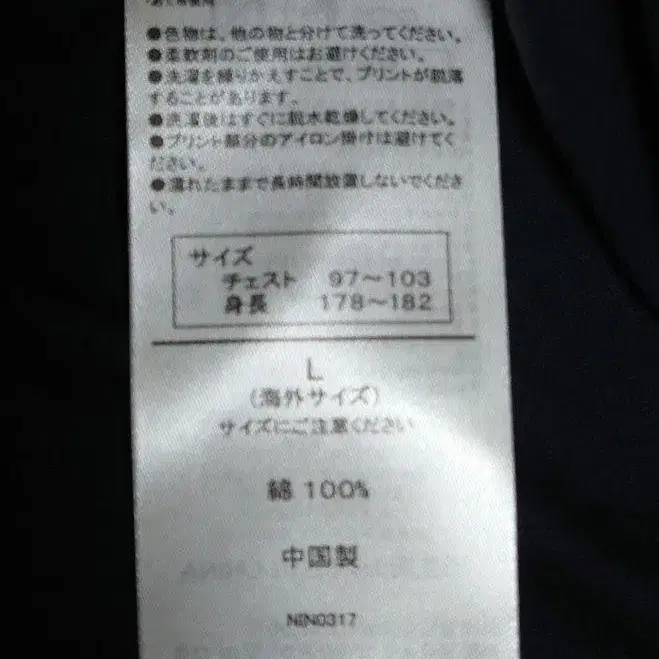 ●色物は、他の物と分けて洗ってください。
●柔軟剤のご使用はお避けください。
●洗濯を繰りかえすことで、プリントが脱落
することがあります。
●洗濯後はすぐに脱水乾燥してください。
●プリント部分のアイロン掛けは避けてく
ださい。
●濡れたままで長時間放置しないでくださ
い。
サイズ
チェスト 97〜103
身長 178〜182
L
(海外サイズ)
サイズにご注意ください
綿 100%
中国製
NIN0317